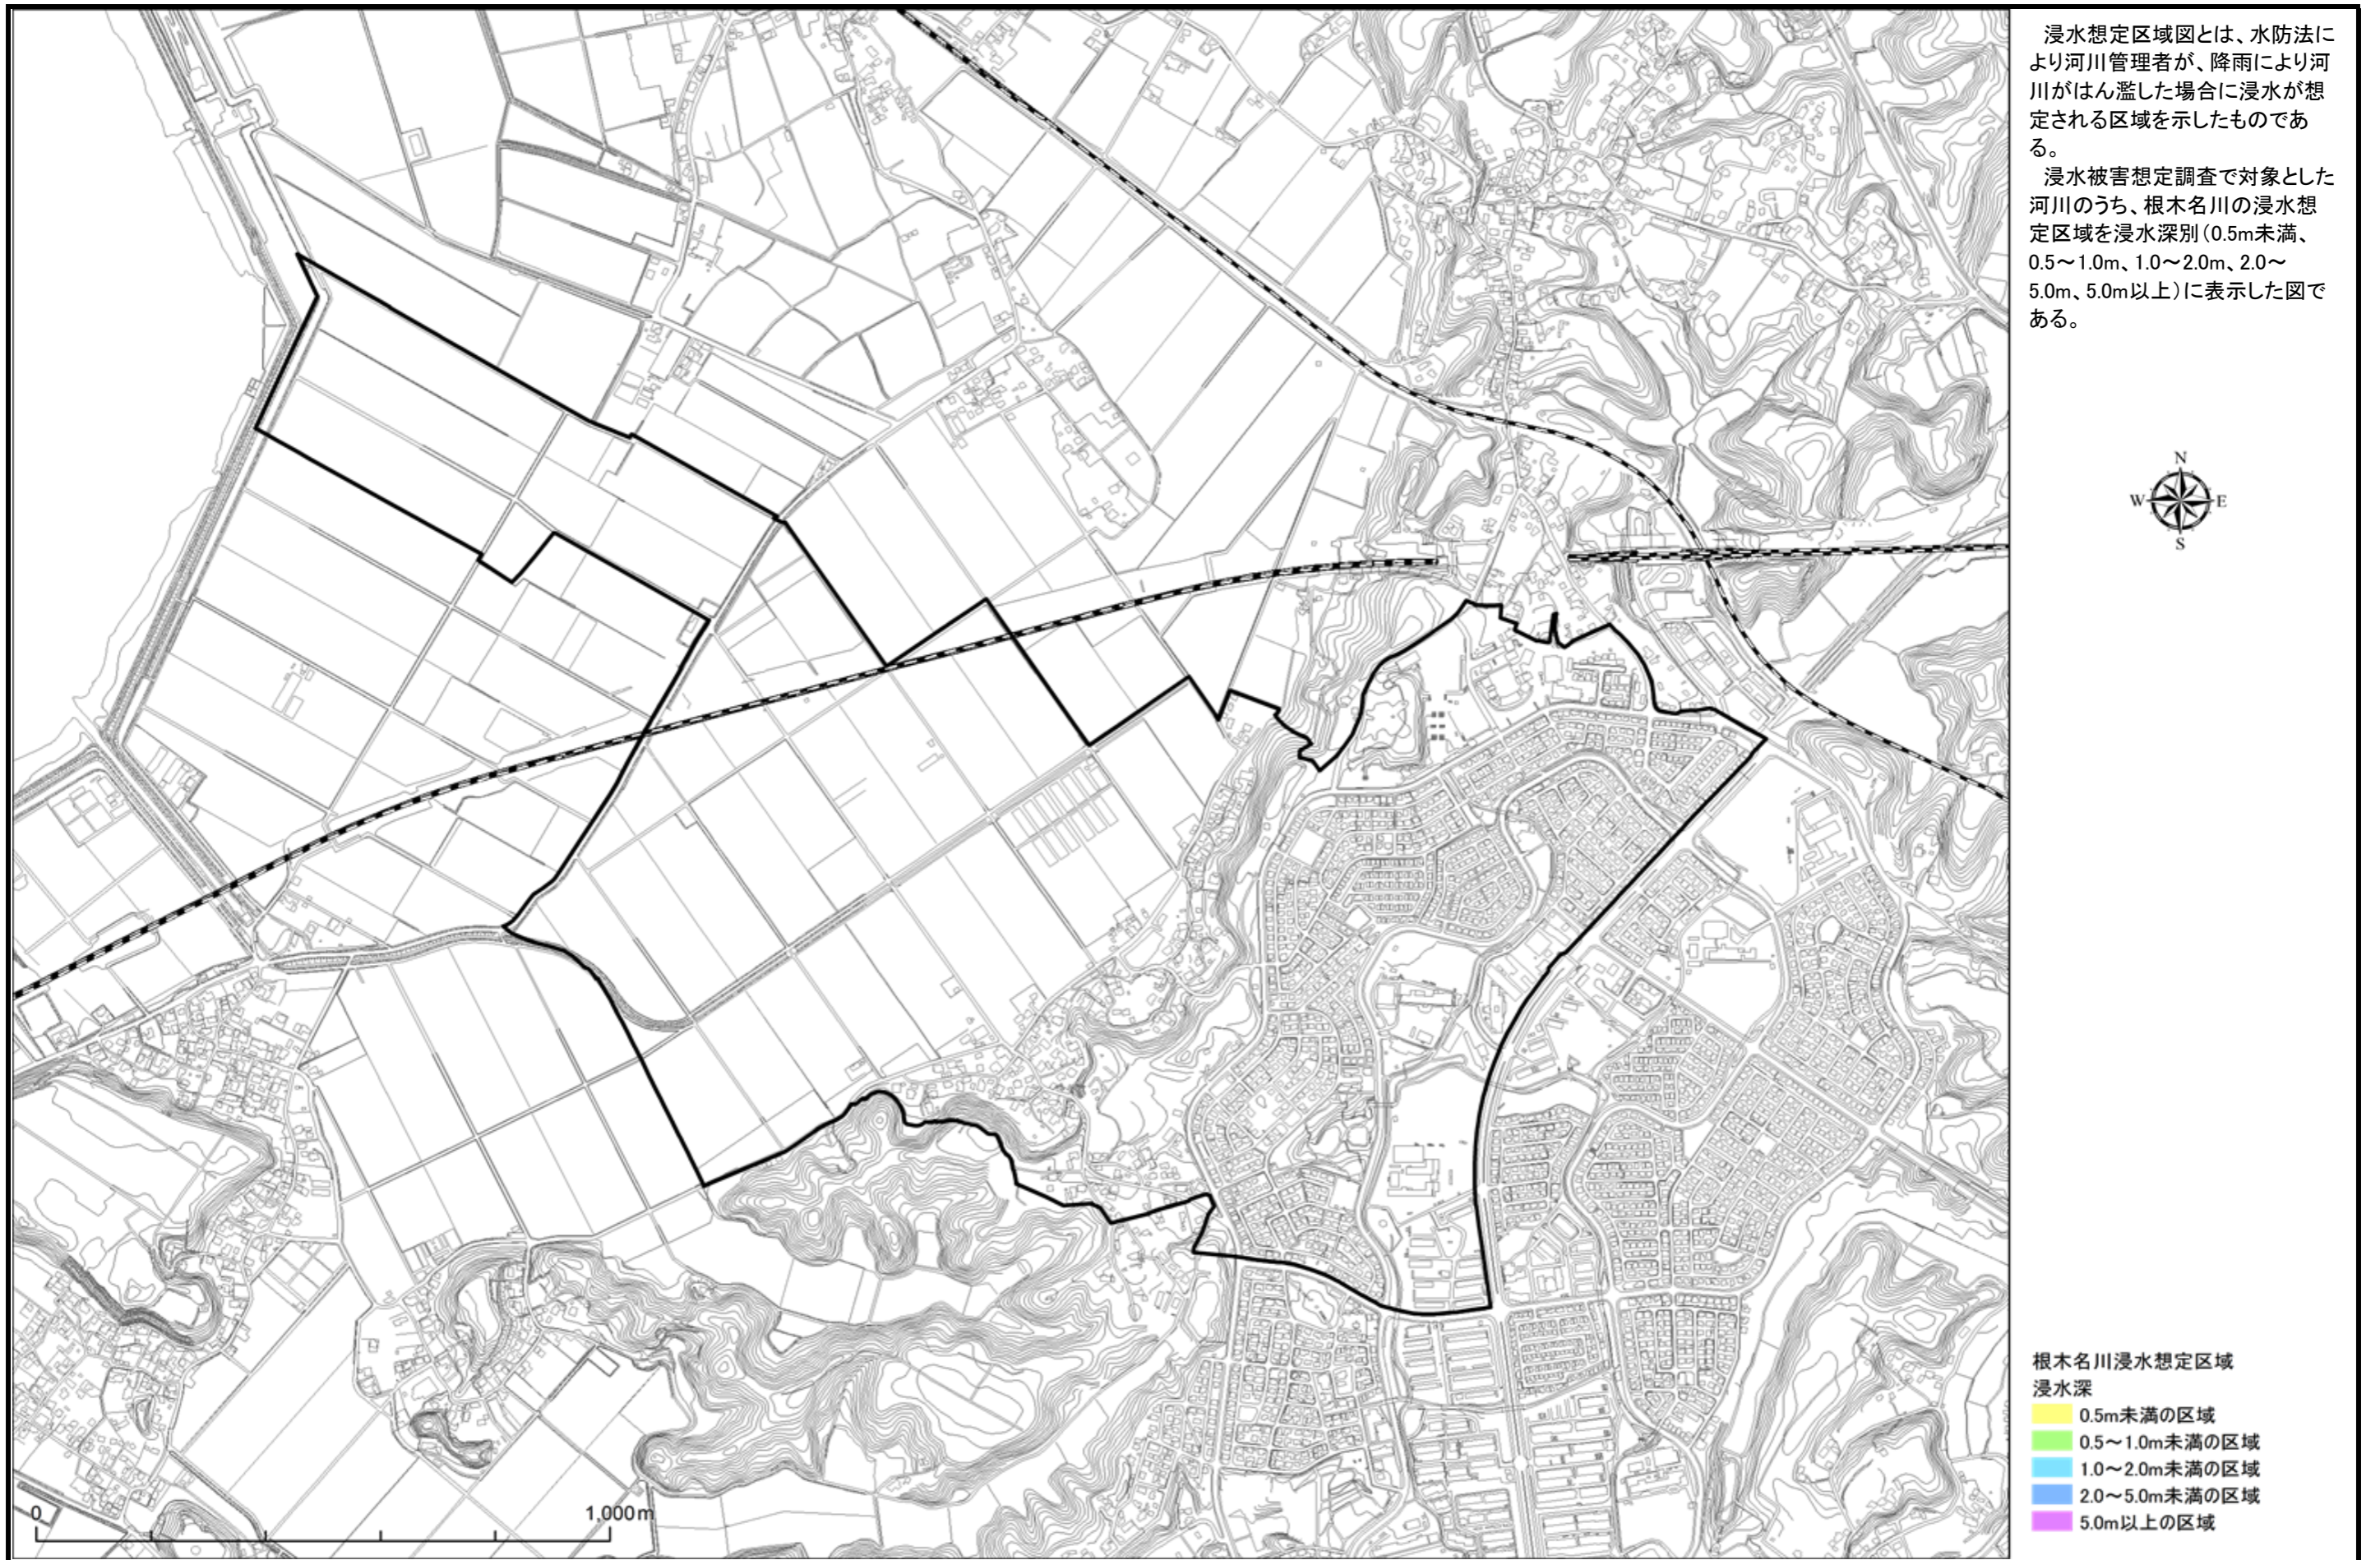 浸水想定区域図とは、水防法に
より河川管理者が、降雨により河
川がはん濫した場合に浸水が想
定される区域を示したものであ
る。
浸水被害想定調査で対象とした
河川のうち、根木名川の浸水想
定区域を浸水深別(0.5m未満、
0.5～1.0m、1.0～2.0m、2.0～
5.0m、5.0m以上)に表示した図で
ある。
N
W E
S
根木名川浸水想定区域
浸水深
0.5m未満の区域
0.5～1.0m未満の区域
1.0～2.0m未満の区域
2.0～5.0m未満の区域
5.0m以上の区域
0 1,000m